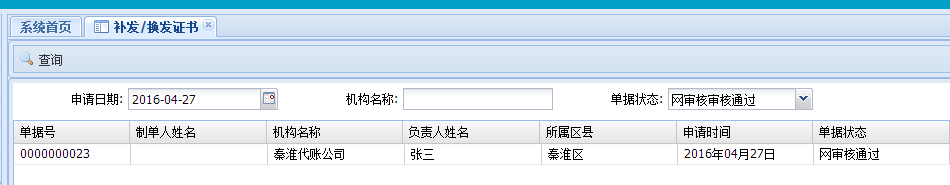 系统首页 补发/换发证书
查询
申请日期: 2016-04-27 机构名称: 单据状态: 网审核审核通过
单据号 制单人姓名 机构名称 负责人姓名 所属区县 申请时间 单据状态
0000000023 秦淮代账公司 张三 秦淮区 2016年04月27日 网审核通过